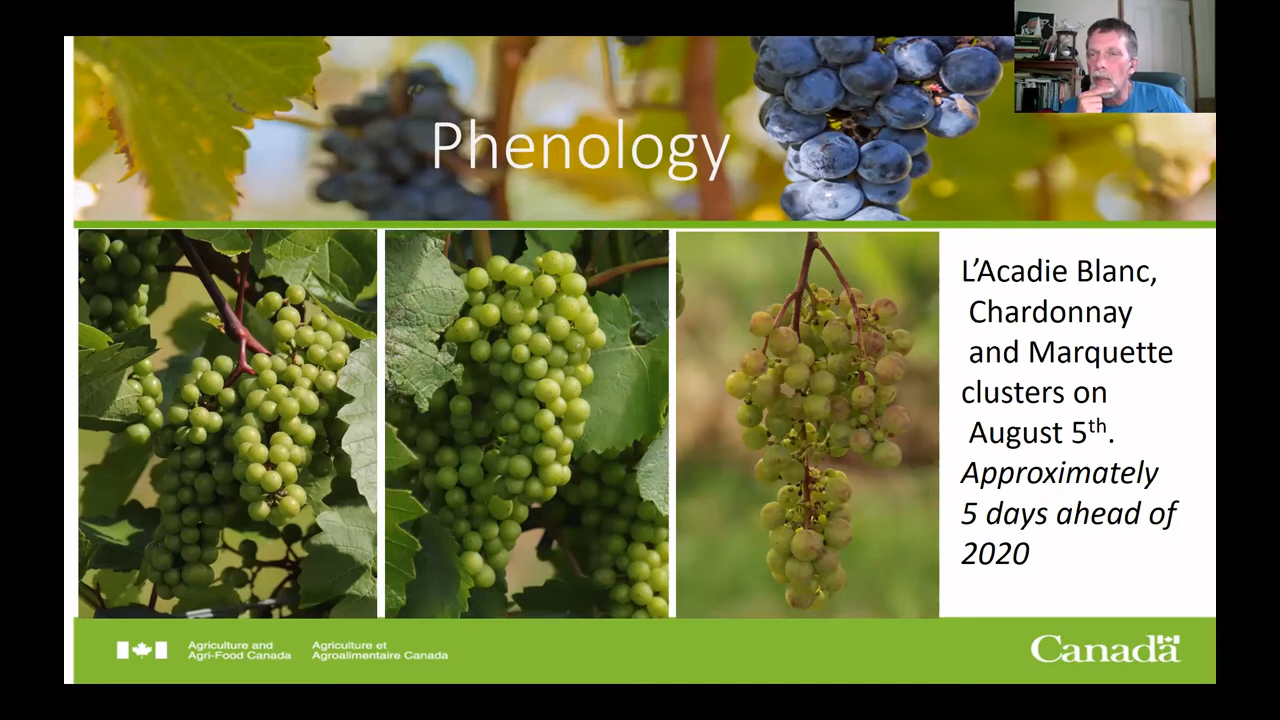 Phenology
L’Acadie Blanc,
Chardonnay
and Marquette
clusters on
August 5th.
Approximately
5 days ahead of
2020
Agriculture and
Agri-Food Canada
Agriculture et
Agroalimentaire Canada
Canada